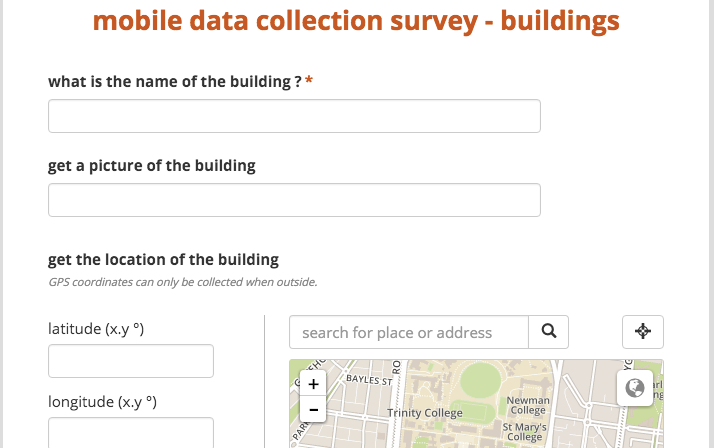 mobile data collection survey - buildings
what is the name of the building ? *
get a picture of the building
get the location of the building
GPS coordinates can only be collected when outside.
latitude (x.y °)
search for place or address
longitude (x.y °)
+
-
BAYLES ST
RO
Trinity College
Newman
College
St Mary's
College
PAR